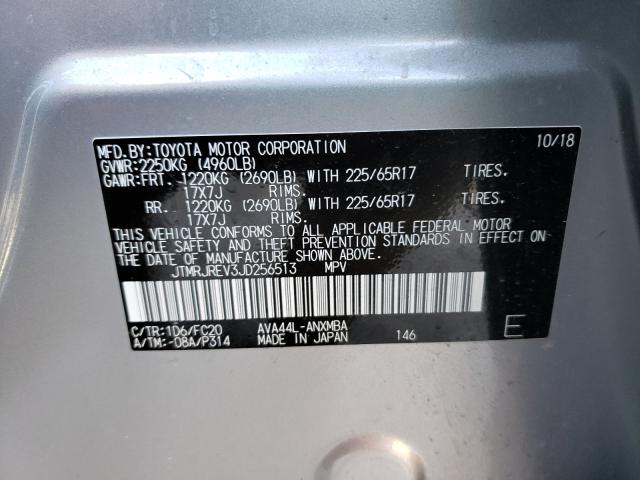 MFD.BY:TOYOTA MOTOR CORPORATION 10/18
GVWR:2250KG (4960LB)
GAWR:FRT. 1220KG (2690LB) WITH 225/65R17 TIRES.
17X7J RIMS.
RR. 1220KG (2690LB) WITH 225/65R17 TIRES.
17X7J RIMS.
THIS VEHICLE CONFORMS TO ALL APPLICABLE FEDERAL MOTOR
VEHICLE SAFETY AND THEFT PREVENTION STANDARDS IN EFFECT ON
THE DATE OF MANUFACTURE SHOWN ABOVE.
JTMRJREV3JD256513 MPV
C/TR:1D6/FC20 AVA44L-ANXMBA
A/TM:-08A/P314 MADE IN JAPAN 146 E